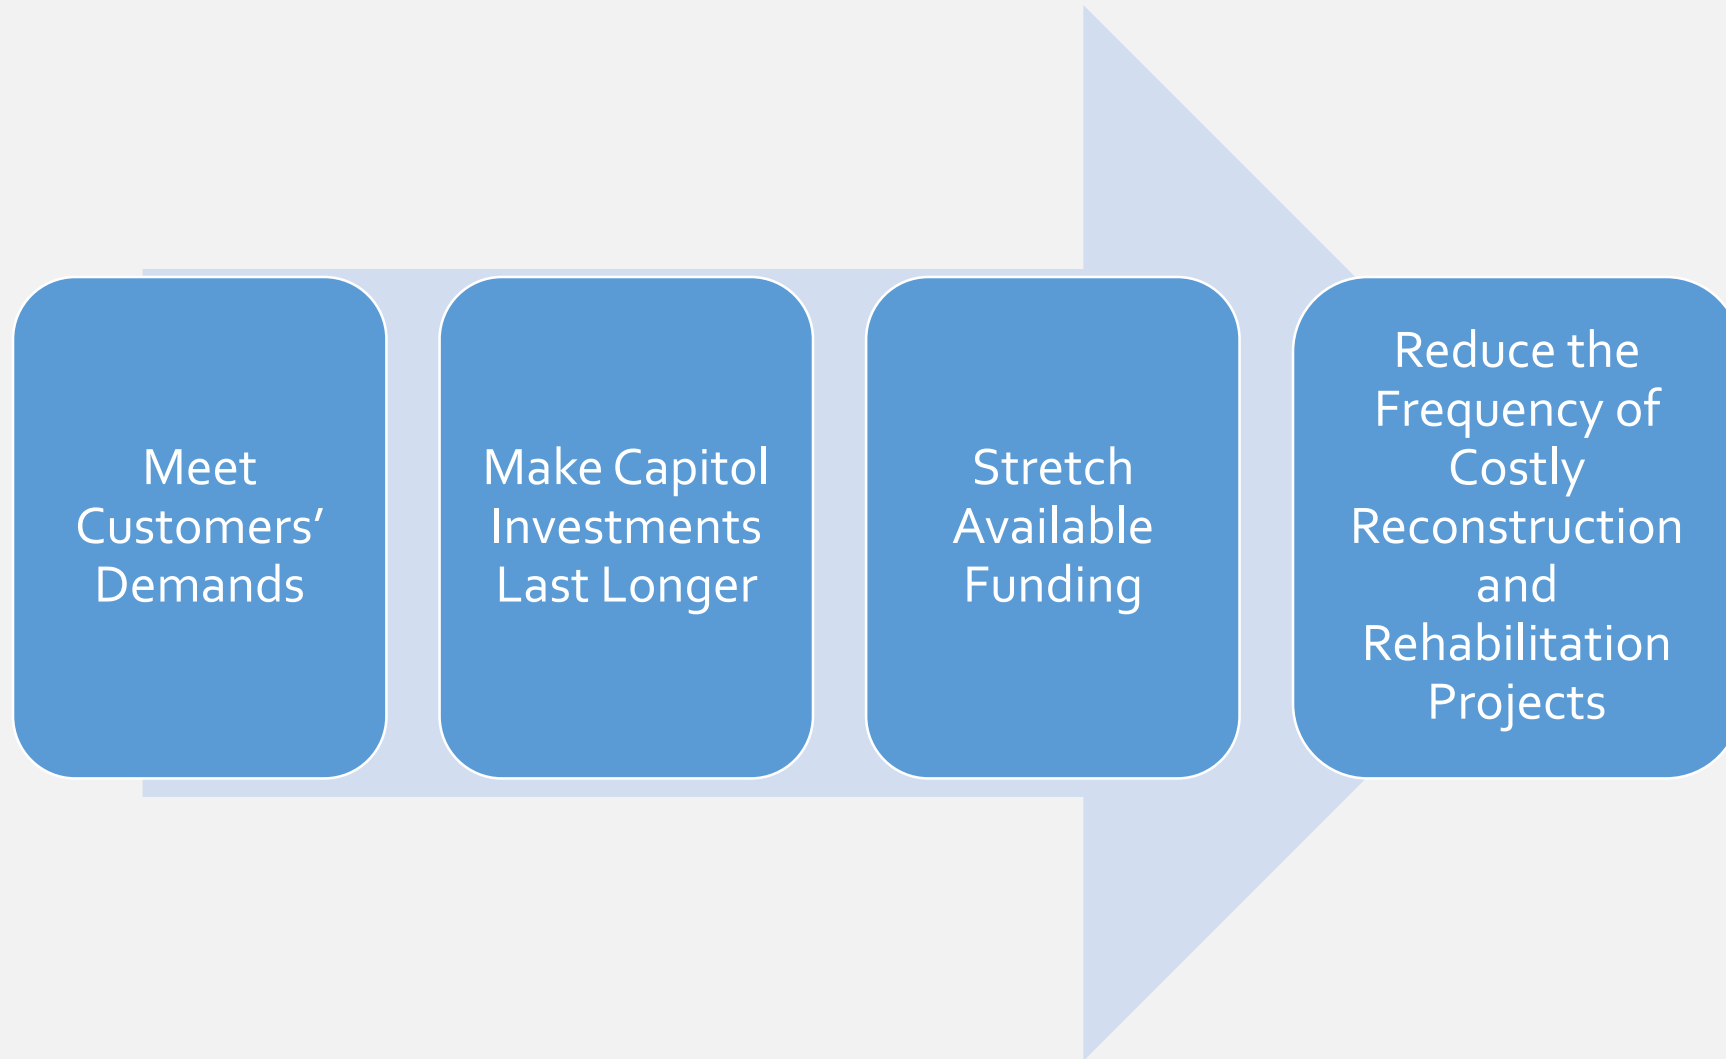 Meet
Customers’
Demands
Make Capitol
Investments
Last Longer
Stretch
Available
Funding
Reduce the
Frequency of
Costly
Reconstruction
and
Rehabilitation
Projects